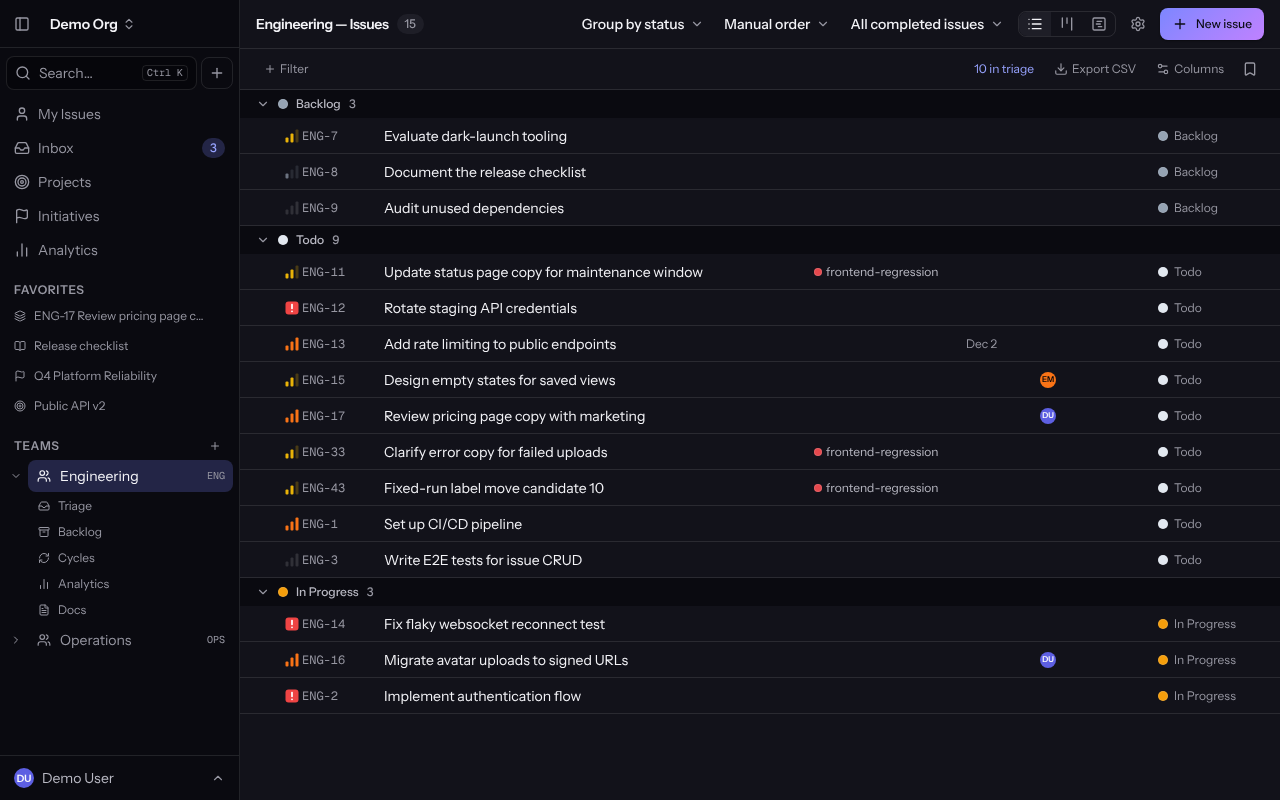 Demo Org
Engineering — Issues 15
Group by status
Manual order
All completed issues
New issue
Search...
Ctrl K
Filter
10 in triage
Export CSV
Columns
My Issues
Inbox 3
Projects
Initiatives
Analytics
FAVORITES
ENG-17 Review pricing page c...
Release checklist
Q4 Platform Reliability
Public API v2
TEAMS
Engineering ENG
Triage
Backlog
Cycles
Analytics
Docs
Operations OPS
DU Demo User
Backlog 3
ENG-7 Evaluate dark-launch tooling Backlog
ENG-8 Document the release checklist Backlog
ENG-9 Audit unused dependencies Backlog
Todo 9
ENG-11 Update status page copy for maintenance window frontend-regression Todo
ENG-12 Rotate staging API credentials Todo
ENG-13 Add rate limiting to public endpoints Dec 2 Todo
ENG-15 Design empty states for saved views EM Todo
ENG-17 Review pricing page copy with marketing DU Todo
ENG-33 Clarify error copy for failed uploads frontend-regression Todo
ENG-43 Fixed-run label move candidate 10 frontend-regression Todo
ENG-1 Set up CI/CD pipeline Todo
ENG-3 Write E2E tests for issue CRUD Todo
In Progress 3
ENG-14 Fix flaky websocket reconnect test In Progress
ENG-16 Migrate avatar uploads to signed URLs DU In Progress
ENG-2 Implement authentication flow In Progress